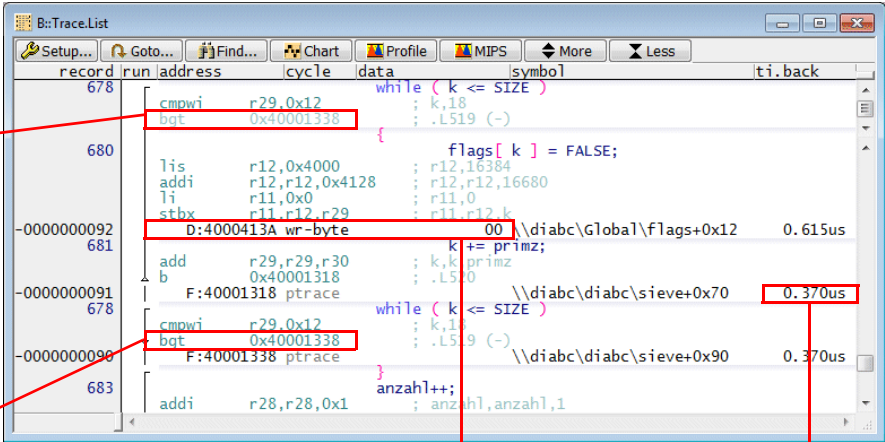 B::Trace.List
Setup... Goto... Find... Chart Profile MIPS More Less
record run address cycle data symbol ti.back
678 while ( k <= SIZE )
cmpwi r29,0x12 ; k,18
bgt 0x40001338 ; .L519 (-)
{
680 flags[ k ] = FALSE;
lis r12,0x4000 ; r12,16384
addi r12,r12,0x4128 ; r12,r12,16680
li r11,0x0 ; r11,0
stbx r11,r12,r29 ; r11,r12,k
-0000000092 D:4000413A wr-byte 00 \\diabc\Global\flags+0x12 0.615us
681 k += primz;
add r29,r29,r30 ; k,k,primz
b 0x40001318 ; .L520
-0000000091 F:40001318 ptrace \\diabc\diabc\sieve+0x70 0.370us
678 while ( k <= SIZE )
cmpwi r29,0x12 ; k,18
bgt 0x40001338 ; .L519 (-)
-0000000090 F:40001338 ptrace \\diabc\diabc\sieve+0x90 0.370us
}
683 anzahl++;
addi r28,r28,0x1 ; anzahl,anzahl,1